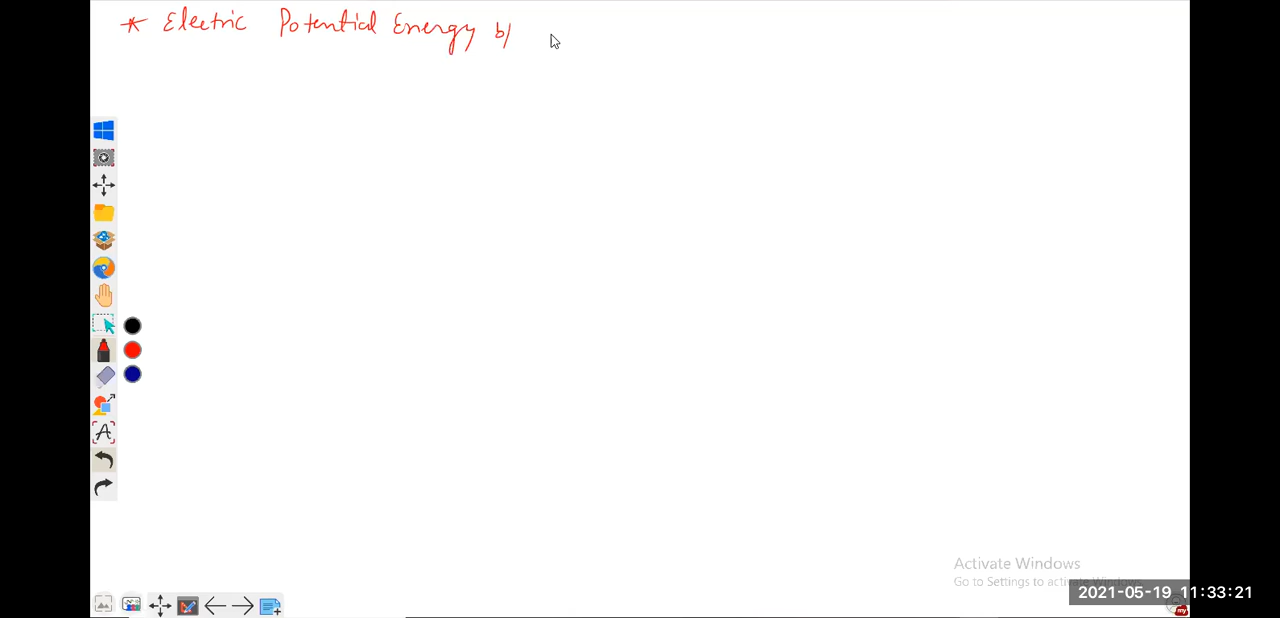 * Electric Potential Energy b/
Activate Windows
Go to Settings to activate Windows.
2021-05-19 11:33:21